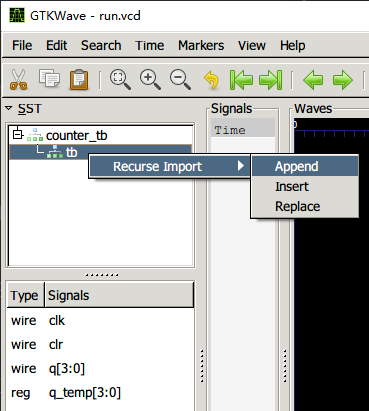 GTKWave - run.vcd
File Edit Search Time Markers View Help
SST
Signals
Waves
Time
0
counter_tb
tb
Recurse Import
Append
Insert
Replace
Type Signals
wire clk
wire clr
wire q[3:0]
reg q_temp[3:0]